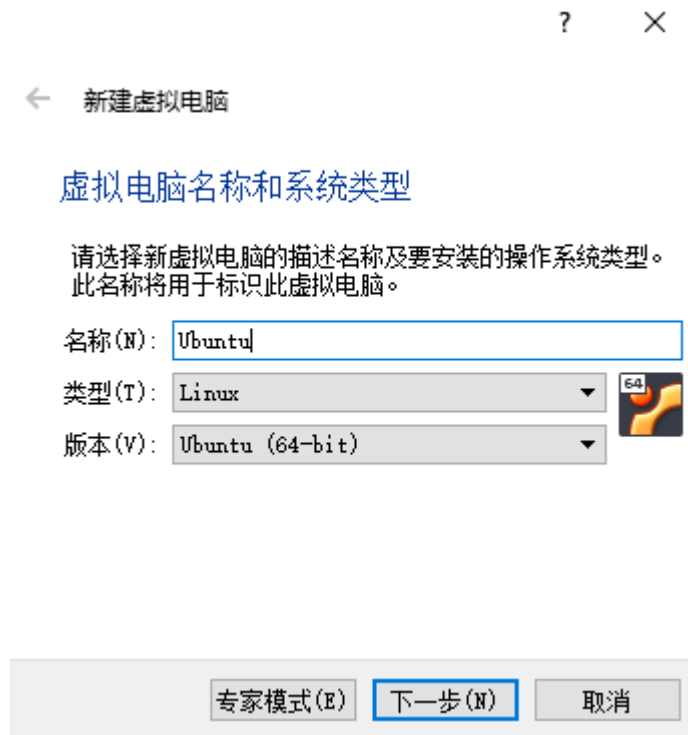 ?
新建虚拟电脑
虚拟电脑名称和系统类型
请选择新虚拟电脑的描述名称及要安装的操作系统类型。
此名称将用于标识此虚拟电脑。
名称(N): Ubuntu
类型(T): Linux
64
版本(V): Ubuntu (64-bit)
专家模式(E) 下一步(N) 取消